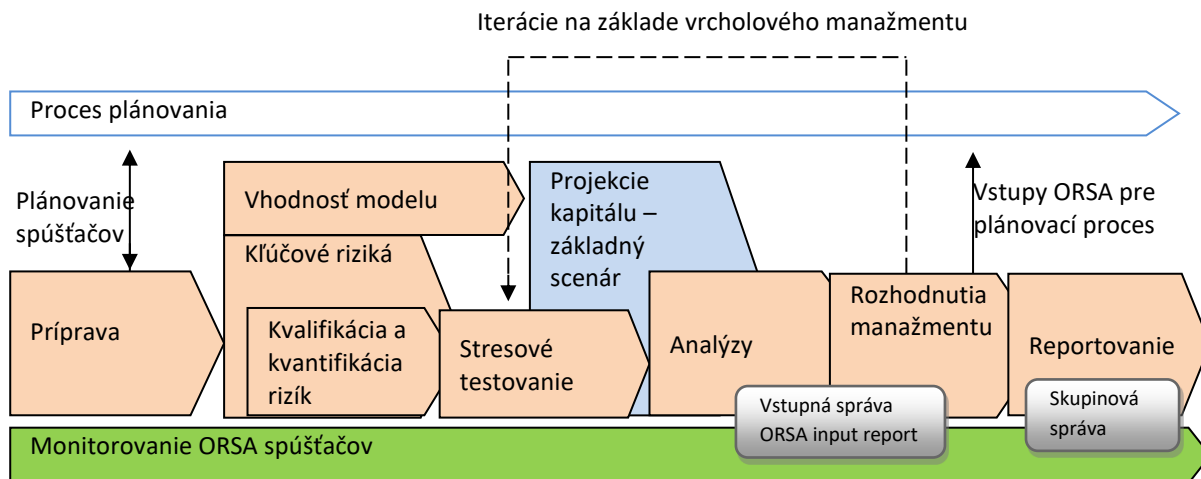 Iterácie na základe vrcholového manažmentu
Proces plánovania
Plánovanie
spúšťačov
Vhodnosť modelu
Projekcie
kapitálu –
základný
scenár
Vstupy ORSA pre
plánovací proces
Kľúčové riziká
Príprava
Kvalifikácia a
kvantifikácia
rizík
Stresové
testovanie
Analýzy
Rozhodnutia
manažmentu
Reportovanie
Vstupná správa
ORSA input report
Skupinová
správa
Monitorovanie ORSA spúšťačov